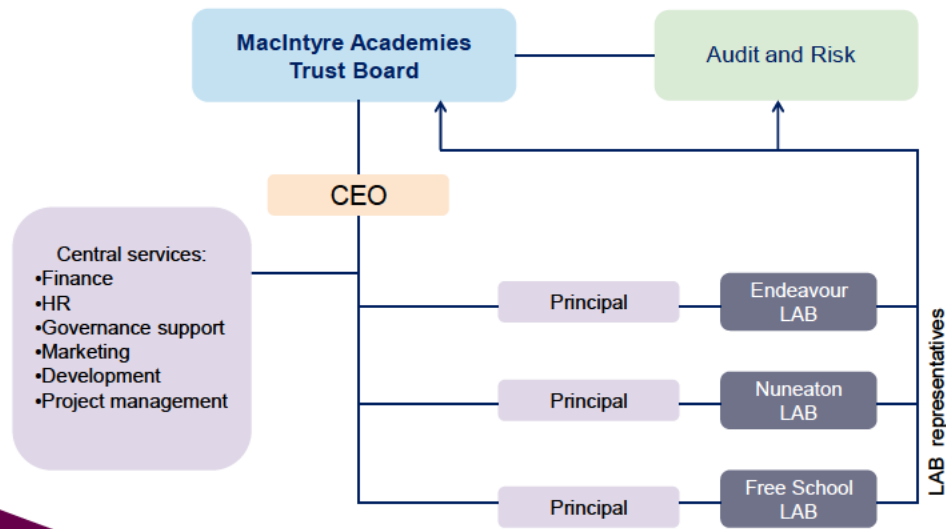 MacIntyre Academies
Trust Board
Audit and Risk
CEO
Central services:
•Finance
•HR
•Governance support
•Marketing
•Development
•Project management
Principal
Endeavour
LAB
Principal
Nuneaton
LAB
Principal
Free School
LAB
LAB representatives